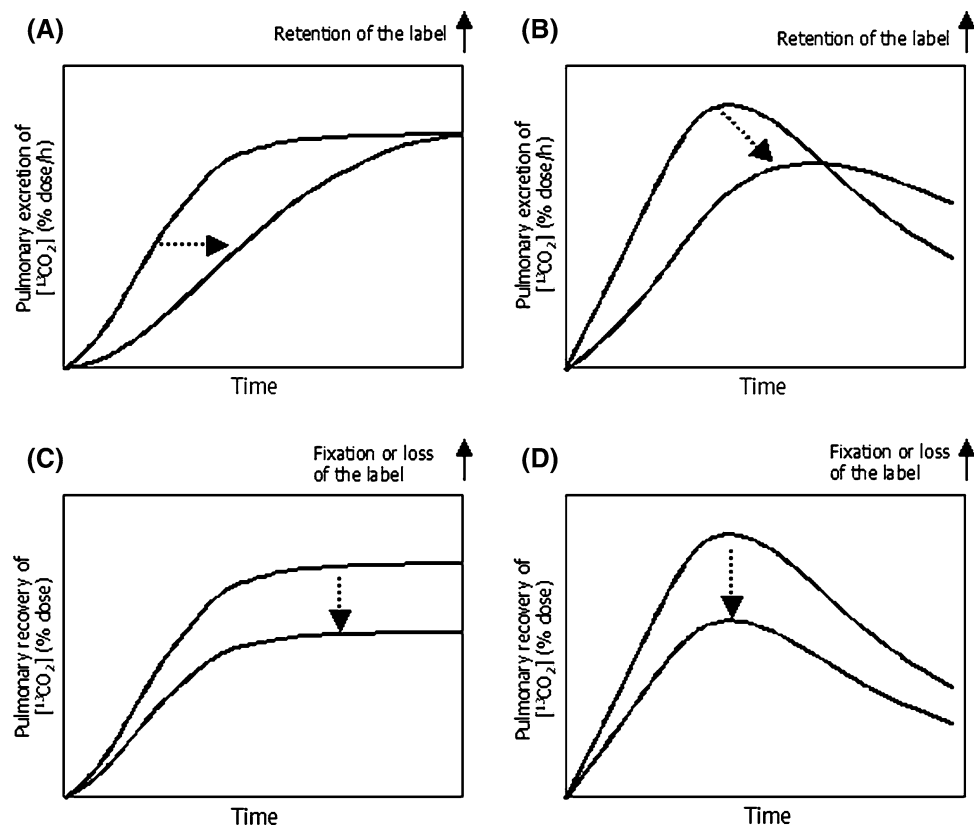 (A)
Retention of the label
Pulmonary excretion of
[¹³CO₂] (% dose/h)
Time
(B)
Retention of the label
Pulmonary excretion of
[¹³CO₂] (% dose/h)
Time
(C)
Fixation or loss
of the label
Pulmonary recovery of
[¹³CO₂] (% dose)
Time
(D)
Fixation or loss
of the label
Pulmonary recovery of
[¹³CO₂] (% dose)
Time